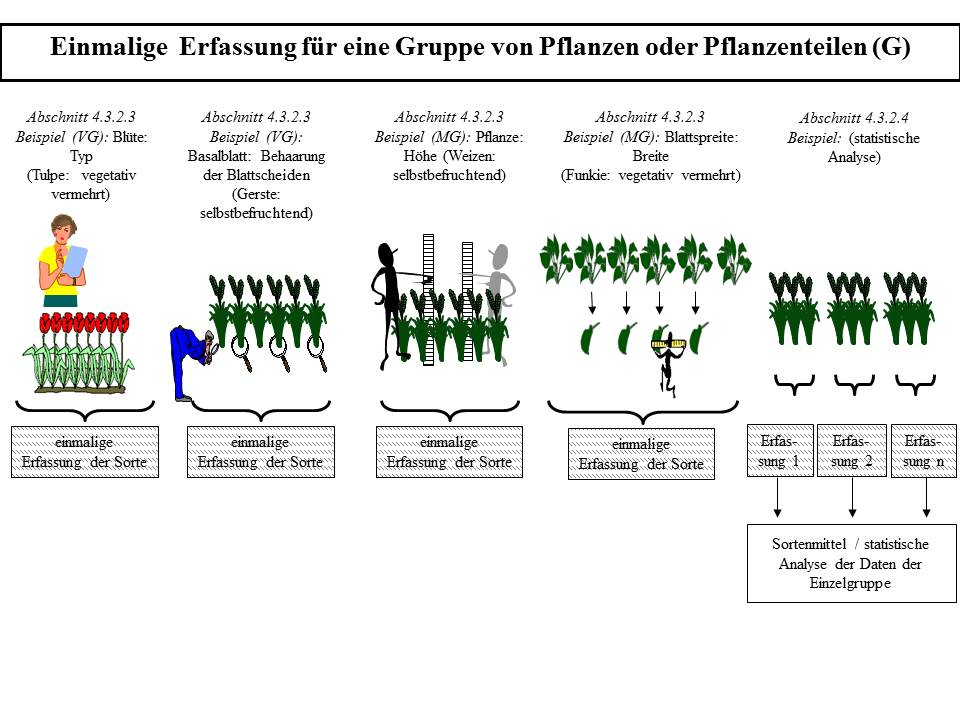 Einmalige Erfassung für eine Gruppe von Pflanzen oder Pflanzenteilen (G)
Abschnitt 4.3.2.3
Beispiel (VG): Blüte:
Typ
(Tulpe: vegetativ
vermehrt)
Abschnitt 4.3.2.3
Beispiel (VG):
Basalblatt: Behaarung
der Blattscheiden
(Gerste:
selbstbefruchtend)
Abschnitt 4.3.2.3
Beispiel (MG): Pflanze:
Höhe (Weizen:
selbstbefruchtend)
Abschnitt 4.3.2.3
Beispiel (MG): Blattspreite:
Breite
(Funkie: vegetativ vermehrt)
Abschnitt 4.3.2.4
Beispiel: (statistische
Analyse)
einmalige
Erfassung der Sorte
einmalige
Erfassung der Sorte
einmalige
Erfassung der Sorte
einmalige
Erfassung der Sorte
Erfas-
sung 1
Erfas-
sung 2
Erfas-
sung n
Sortenmittel / statistische
Analyse der Daten der
Einzelgruppe